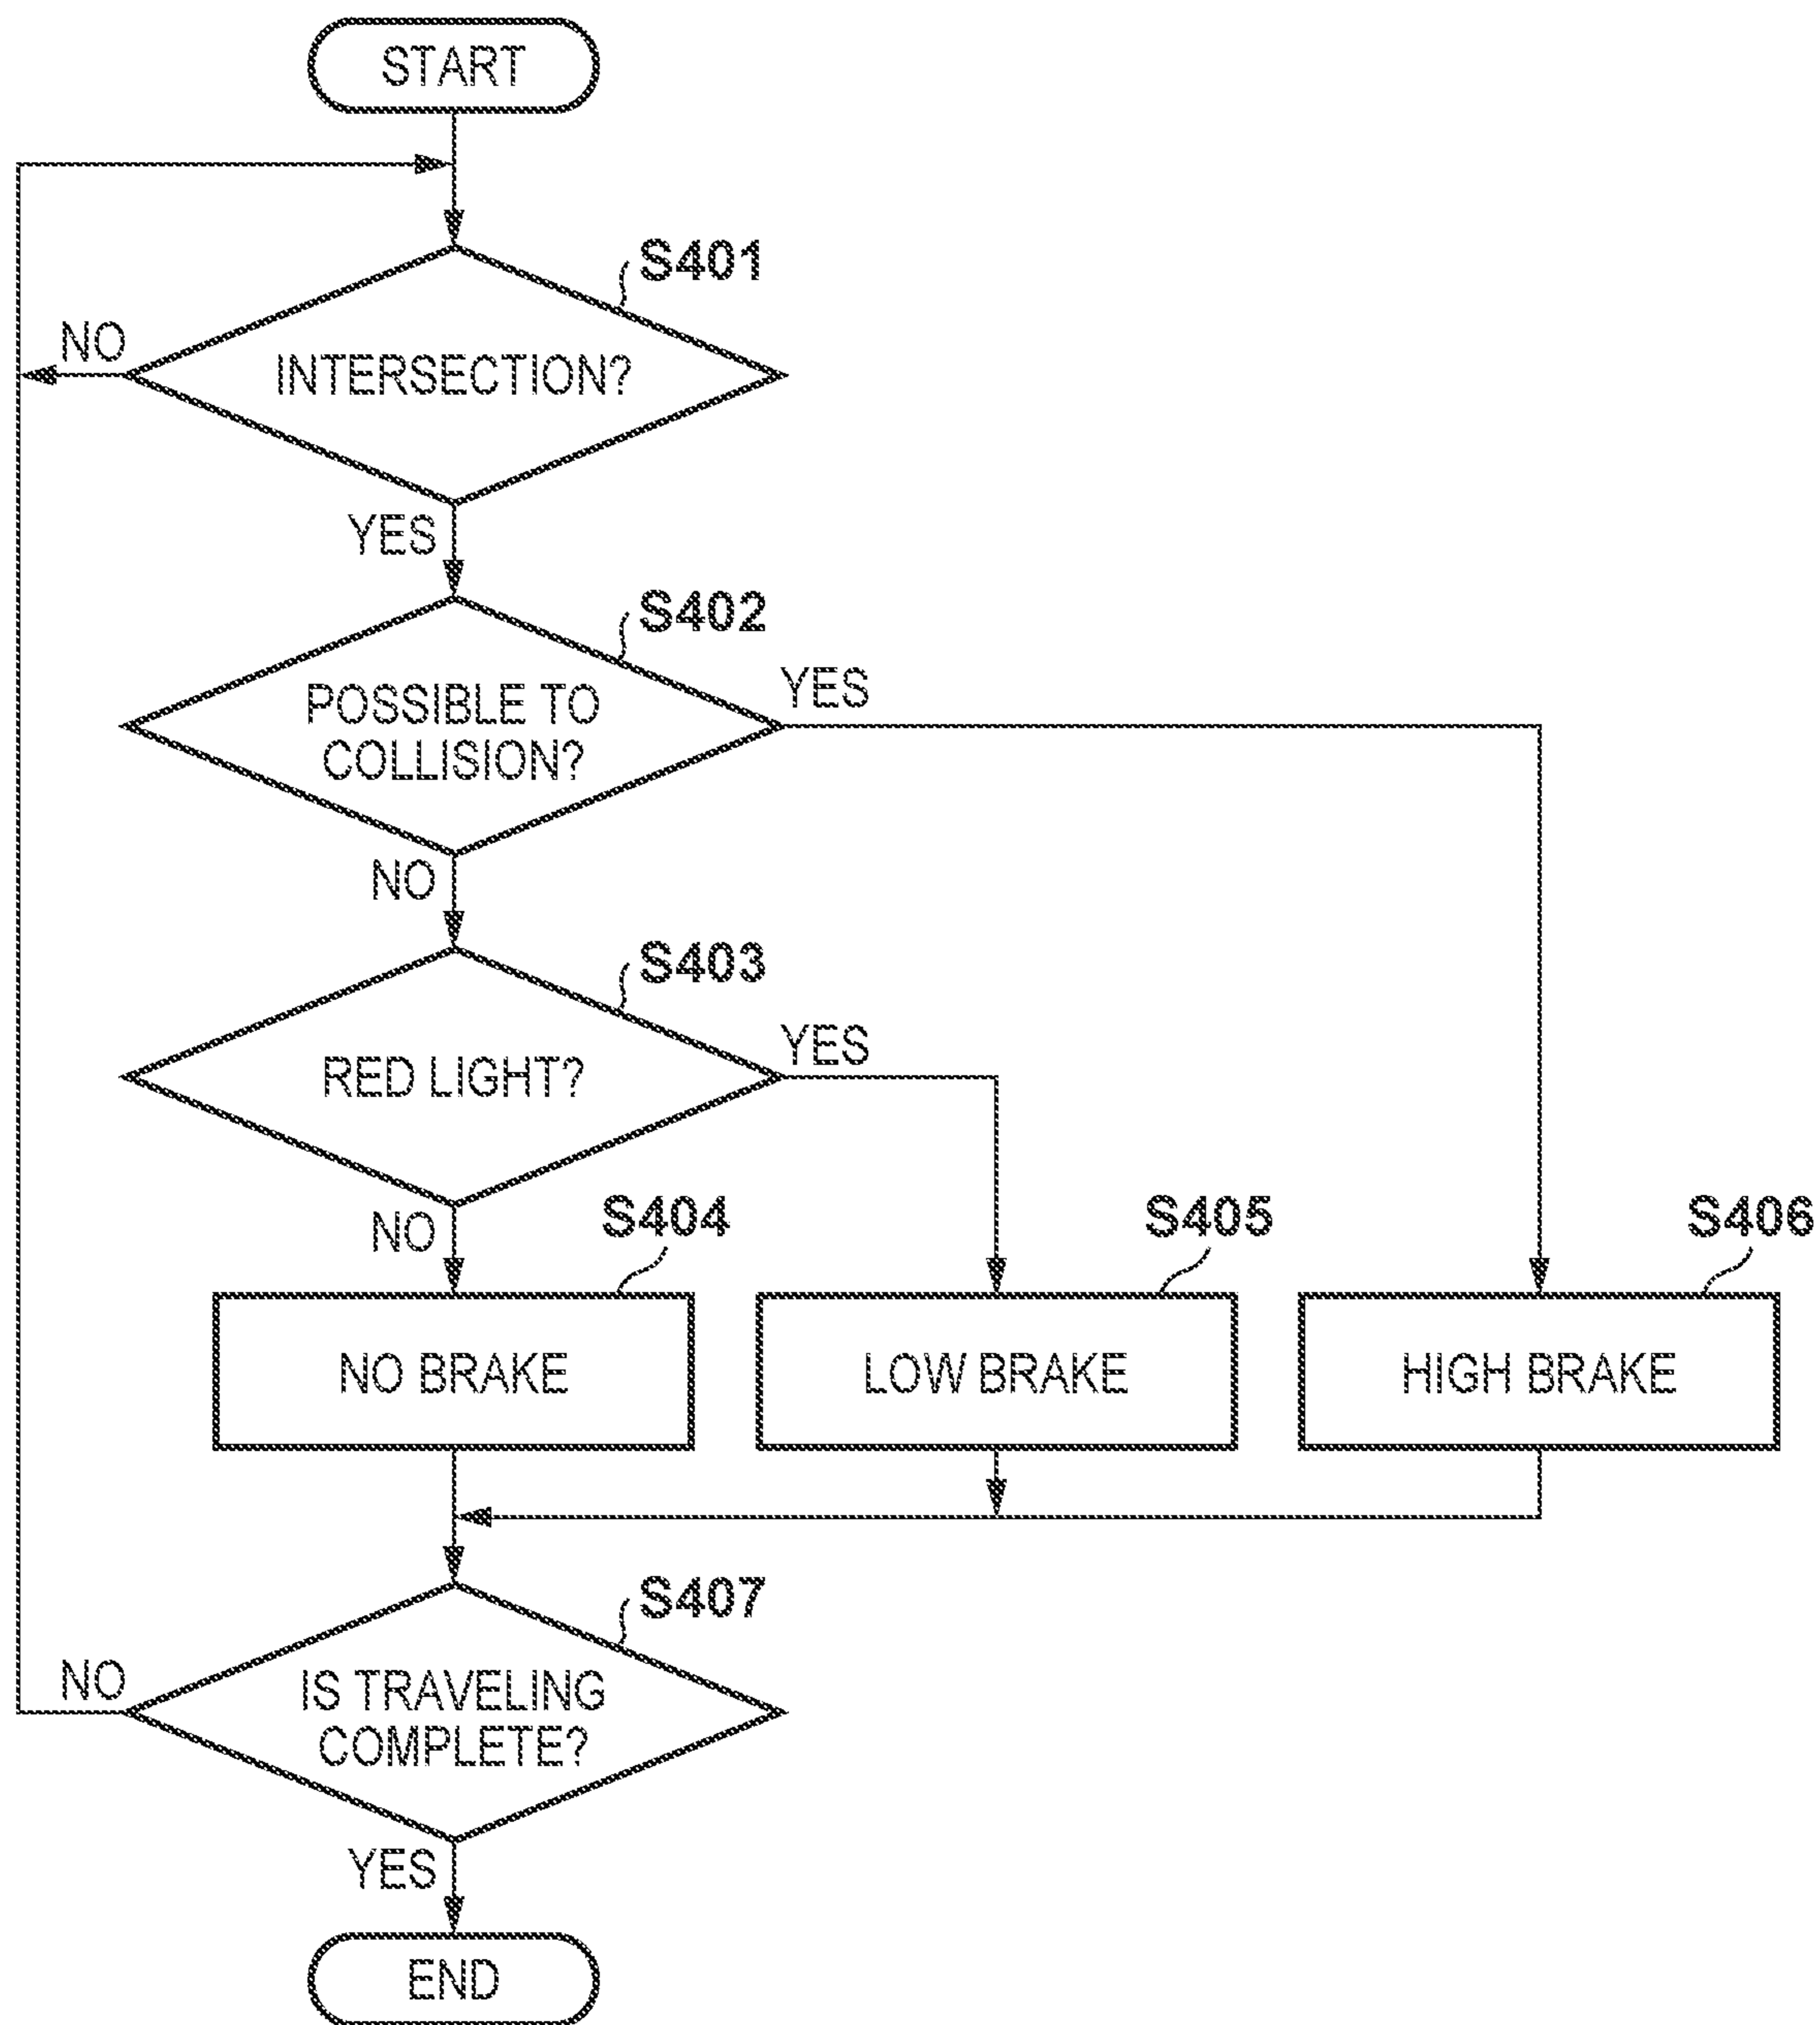 START
S401
NO
INTERSECTION?
YES
S402
YES
POSSIBLE TO
COLLISION?
NO
S403
YES
RED LIGHT?
NO
S404
S405
S406
NO BRAKE
LOW BRAKE
HIGH BRAKE
S407
NO
IS TRAVELING
COMPLETE?
YES
END